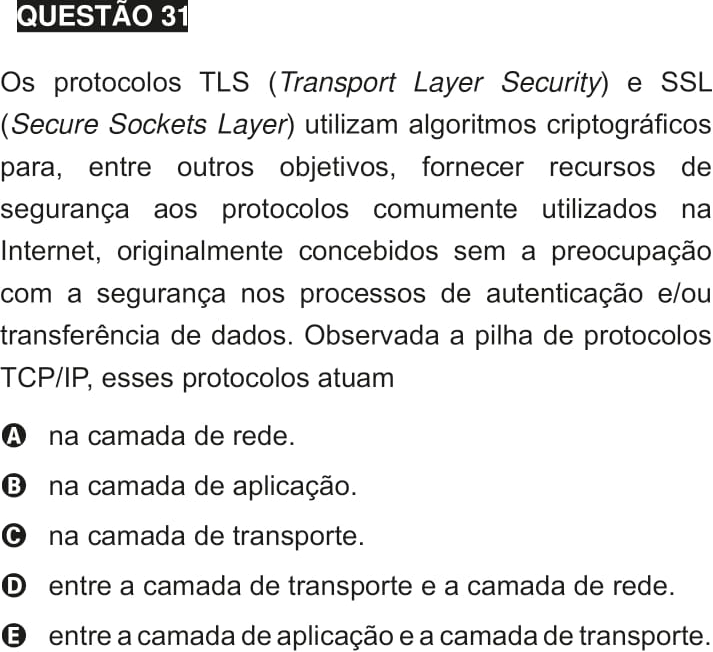 QUESTÃO 31
Os protocolos TLS (Transport Layer Security) e SSL
(Secure Sockets Layer) utilizam algoritmos criptográficos
para, entre outros objetivos, fornecer recursos de
segurança aos protocolos comumente utilizados na
Internet, originalmente concebidos sem a preocupação
com a segurança nos processos de autenticação e/ou
transferência de dados. Observada a pilha de protocolos
TCP/IP, esses protocolos atuam
A na camada de rede.
B na camada de aplicação.
C na camada de transporte.
D entre a camada de transporte e a camada de rede.
E entre a camada de aplicação e a camada de transporte.